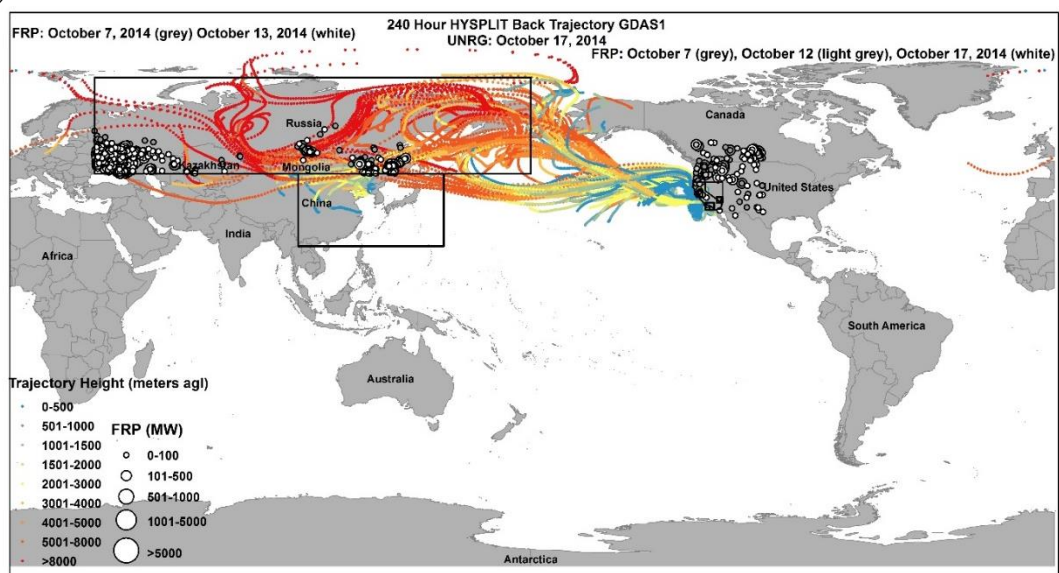 240 Hour HYSPLIT Back Trajectory GDAS1
UNRG: October 17, 2014
FRP: October 7, 2014 (grey) October 13, 2014 (white)
FRP: October 7 (grey), October 12 (light grey), October 17, 2014 (white)
Russia
Canada
Kazakhstan
Mongolia
United States
China
India
Africa
South America
Australia
Trajectory Height (meters agl)
0-500
501-1000
1001-1500
1501-2000
2001-3000
3001-4000
4001-5000
5001-8000
>8000
FRP (MW)
0-100
101-500
501-1000
1001-5000
>5000
Antarctica